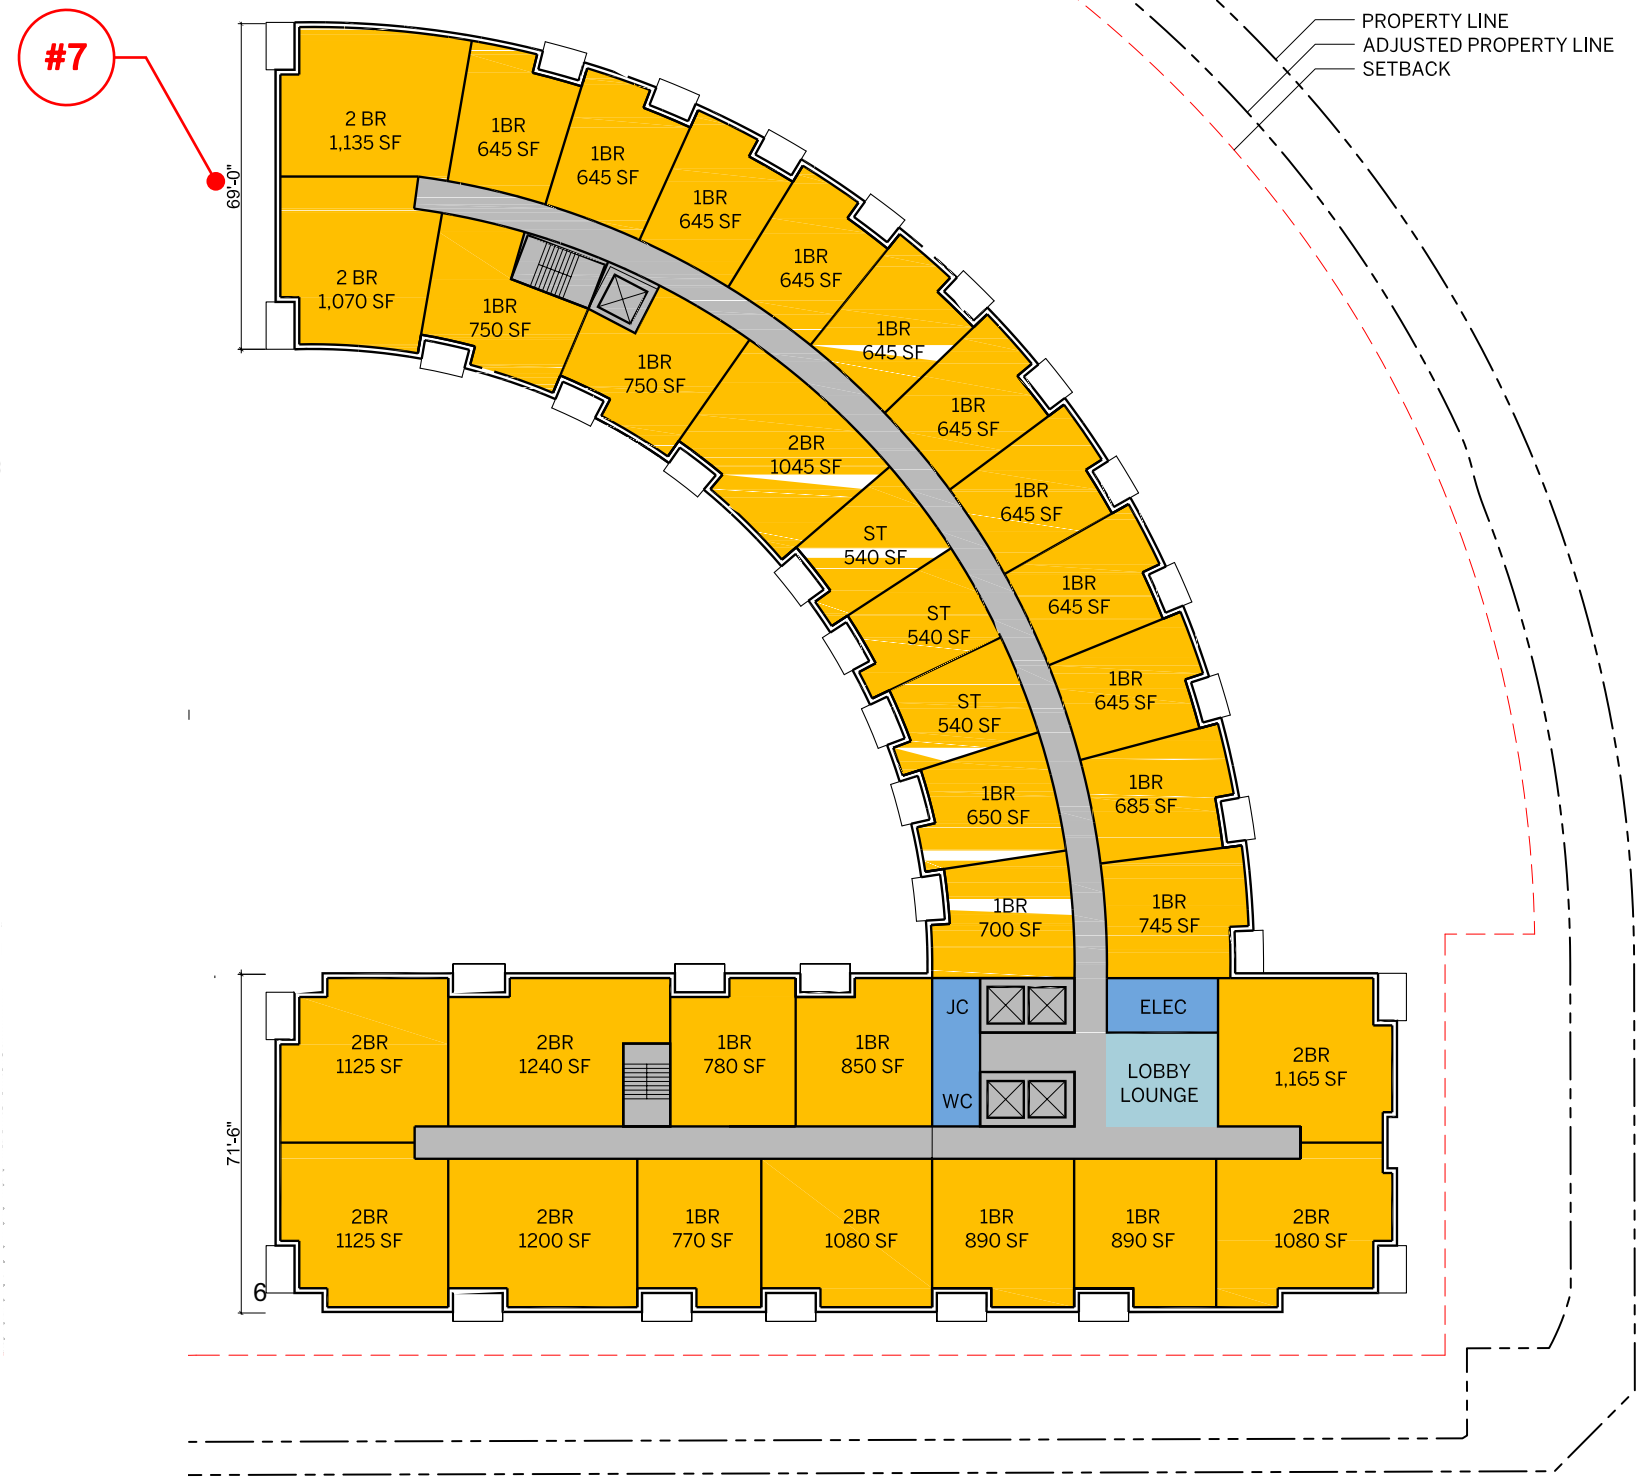 #7
PROPERTY LINE
ADJUSTED PROPERTY LINE
SETBACK
69'-0"
2 BR
1,135 SF
1BR
645 SF
1BR
645 SF
1BR
645 SF
1BR
645 SF
1BR
645 SF
1BR
645 SF
1BR
645 SF
1BR
645 SF
1BR
645 SF
1BR
685 SF
1BR
745 SF
2 BR
1,070 SF
1BR
750 SF
1BR
750 SF
2BR
1045 SF
ST
540 SF
ST
540 SF
ST
540 SF
1BR
650 SF
1BR
700 SF
71'-6"
2BR
1125 SF
2BR
1240 SF
1BR
780 SF
1BR
850 SF
JC
WC
ELEC
LOBBY
LOUNGE
2BR
1,165 SF
2BR
1125 SF
2BR
1200 SF
1BR
770 SF
2BR
1080 SF
1BR
890 SF
1BR
890 SF
2BR
1080 SF
6